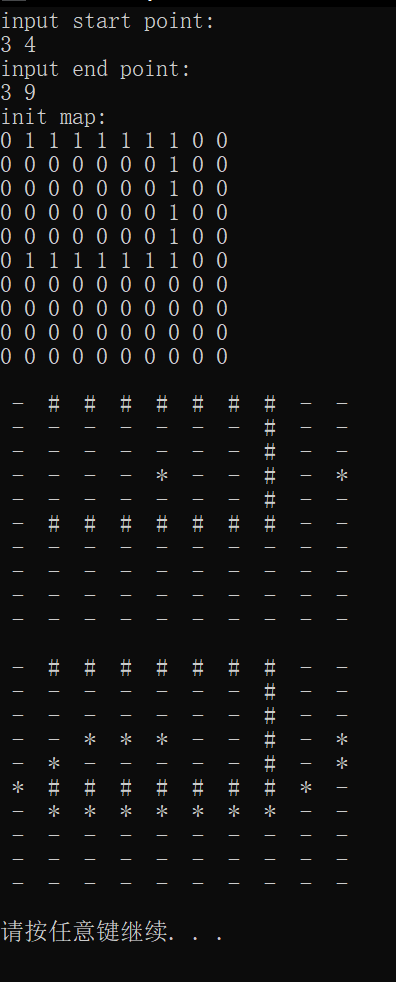 input start point:
3 4
input end point:
3 9
init map:
0 1 1 1 1 1 1 1 0 0
0 0 0 0 0 0 0 1 0 0
0 0 0 0 0 0 0 1 0 0
0 0 0 0 0 0 0 1 0 0
0 0 0 0 0 0 0 1 0 0
0 1 1 1 1 1 1 1 0 0
0 0 0 0 0 0 0 0 0 0
0 0 0 0 0 0 0 0 0 0
0 0 0 0 0 0 0 0 0 0
0 0 0 0 0 0 0 0 0 0
- # # # # # # # - -
- - - - - - - # - -
- - - - - - - # - -
- - - - * - - # - *
- - - - - - - # - -
- # # # # # # # - -
- - - - - - - - - -
- - - - - - - - - -
- - - - - - - - - -
- - - - - - - - - -
- # # # # # # # - -
- - - - - - - # - -
- - - - - - - # - -
- - * * * - - # - *
- * - - - - - # - *
* # # # # # # # * -
- * * * * * * * - -
- - - - - - - - - -
- - - - - - - - - -
- - - - - - - - - -
请按任意键继续. . .